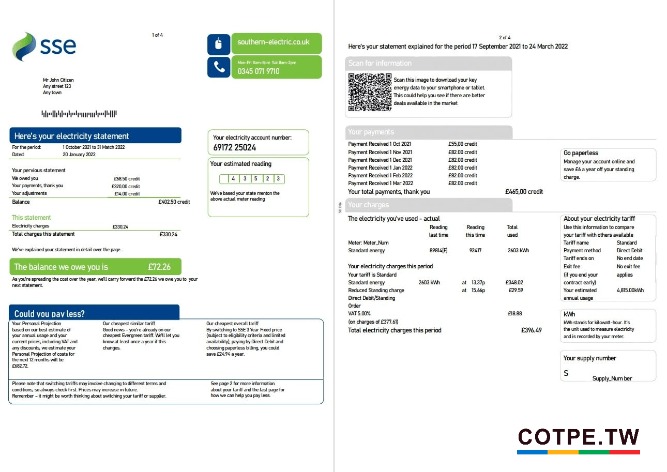 1 of 4
sse
southern-electric.co.uk
0345 071 9710
Mr John Citizen
Any street 123
Any town
Here's your electricity statement
For the period: 1 October 2021 to 31 March 2022
Dated 20 January 2022
Your previous statement
We owed you £68.50 credit
Your payments, thank you £320.00 credit
Your adjustments £14.00 credit
Balance £402.50 credit
This statement
Electricity charges £330.24
Total charges this statement £330.24
We've explained your statement in detail over the page.
The balance we owe you is £72.26
As you're spreading the cost over the year, we'll carry forward the £72.26 we owe you to your
next statement.
Your electricity account number:
69172 25024
Your estimated reading
4 3 5 2 3
We've based your state menton the
above actual meter reading
Could you pay less?
Your Personal Projection
based on our best estimate of
your annual usage and your
current prices, including VAT and
any discounts, we estimate your
Personal Projection of costs for
the next 12 months will be
£862.72.
Our cheapest similar tariff
Good news - you're already on our
cheapest Evergreen tariff. We'll let you
know at least once a year if this
changes.
Our cheapest overall tariff
By switching to SSE 2 Year Fixed price
(subject to eligibility criteria and limited
availability), paying by Direct Debit and
choosing paperless billing, you could
save £24.14 a year.
Please note that switching tariffs may involve changing to different terms and
conditions, so always check first. Prices may increase in future.
Remember - it might be worth thinking about switching your tariff or supplier.
See page 2 for more information
about your tariff and the last page for
how we can help you pay less.
2 of 4
Here's your statement explained for the period 17 September 2021 to 24 March 2022
Scan for information
Scan this image to download your key
energy data to your smartphone or tablet.
This could help you see if there are better
deals available in the market
Your payments
Payment Received 1 Oct 2021 £55.00 credit
Payment Received 1 Nov 2021 £82.00 credit
Payment Received 1 Dec 2021 £82.00 credit
Payment Received 1 Jan 2022 £82.00 credit
Payment Received 1 Feb 2022 £82.00 credit
Payment Received 1 Mar 2022 £82.00 credit
Your total payments, thank you £465.00 credit
Go paperless
Manage your account online and
save £6 a year off your standing
charge.
Your charges
The electricity you've used - actual
Reading last time Reading this time Total used
Meter: Meter_Num
Standard energy 89814(E) 92417 2603 kWh
Your electricity charges this period
Your tariff is Standard
Standard energy 2603 kWh at 13.37p £348.02
Reduced Standing charge at 15.66p £29.59
Direct Debit/Standing
Order
VAT 5.00% £18.88
(on charges of £377.61)
Total electricity charges this period £396.49
About your electricity tariff
Use this information to compare
your tariff with others available.
Tariff name Standard
Payment method Direct Debit
Tariff ends on No end date
Exit fee No exit fee
(if you end your applies
contract early)
Your estimated 4,815.00kWh
annual usage
kWh
kWh stands for kilowatt-hour. It's
the unit used to measure electricity
and is recorded by your meter.
Your supply number
S
Supply_Number
COTPE.TW